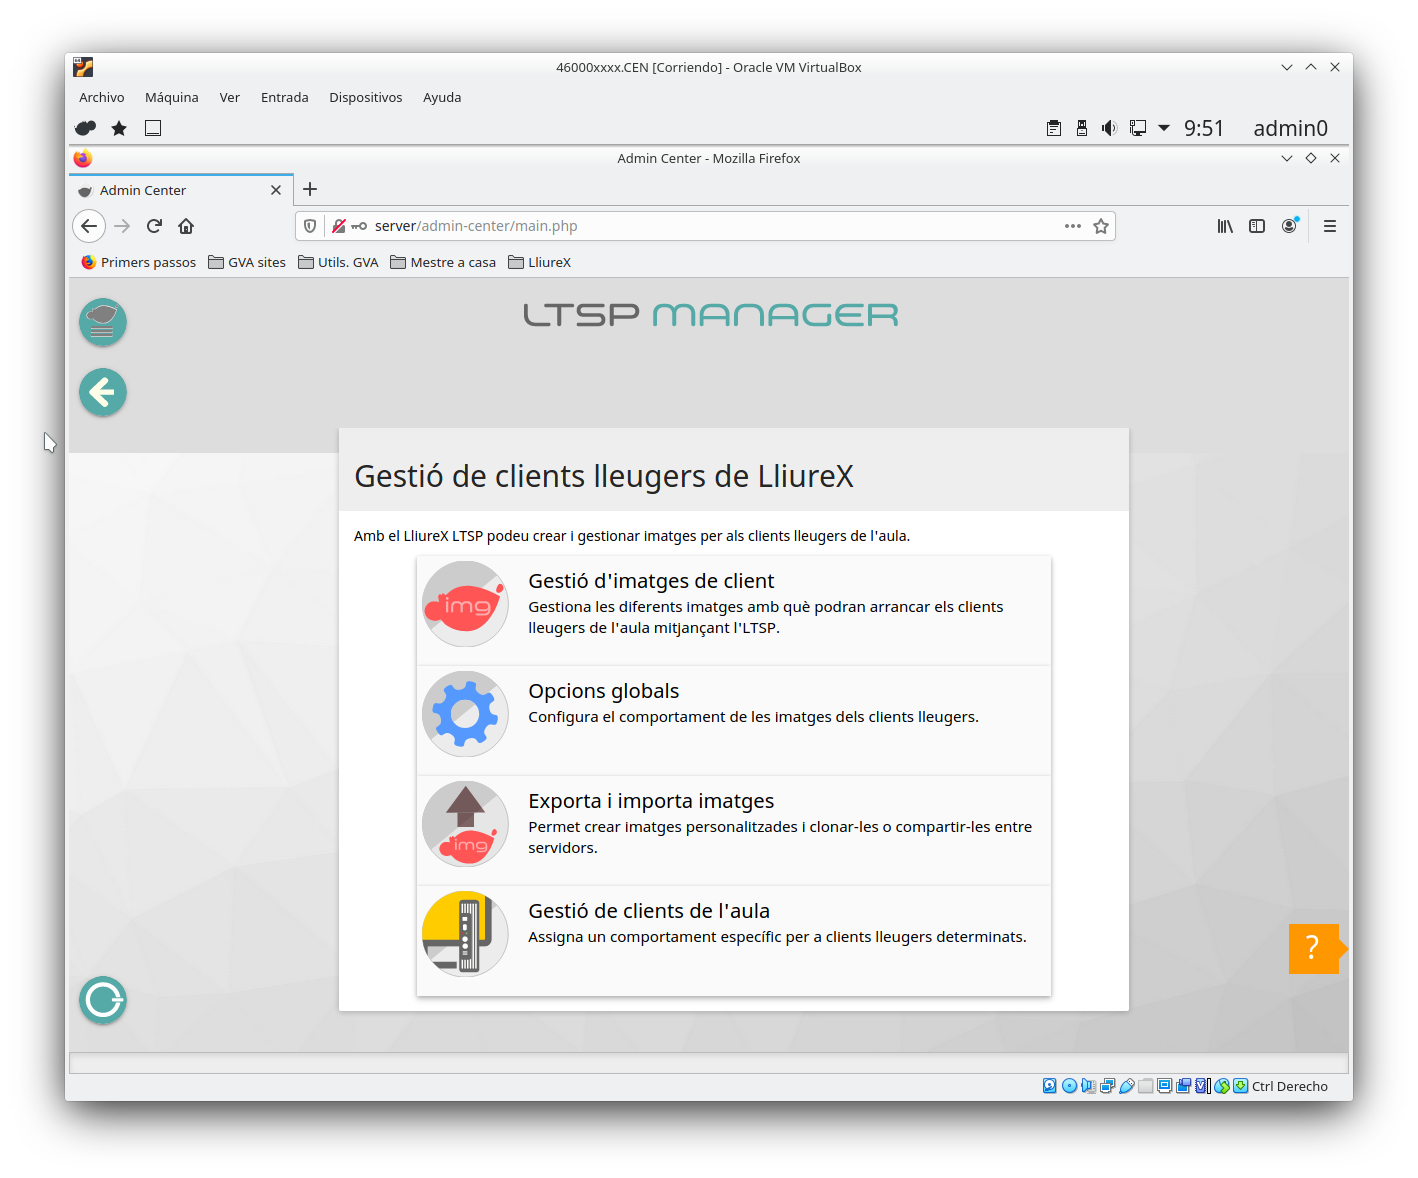 46000xxxx.CEN [Corriendo] - Oracle VM VirtualBox
Archivo Máquina Ver Entrada Dispositivos Ayuda
9:51 admin0
Admin Center - Mozilla Firefox
Admin Center
server/admin-center/main.php
Primers passos GVA sites Utils. GVA Mestre a casa LliureX
LTSP MANAGER
Gestió de clients lleugers de LliureX
Amb el LliureX LTSP podeu crear i gestionar imatges per als clients lleugers de l'aula.
img
Gestió d'imatges de client
Gestiona les diferents imatges amb què podran arrancar els clients
lleugers de l'aula mitjançant l'LTSP.
Opcions globals
Configura el comportament de les imatges dels clients lleugers.
img
Exporta i importa imatges
Permet crear imatges personalitzades i clonar-les o compartir-les entre
servidors.
Gestió de clients de l'aula
Assigna un comportament específic per a clients lleugers determinats.
?
Ctrl Derecho